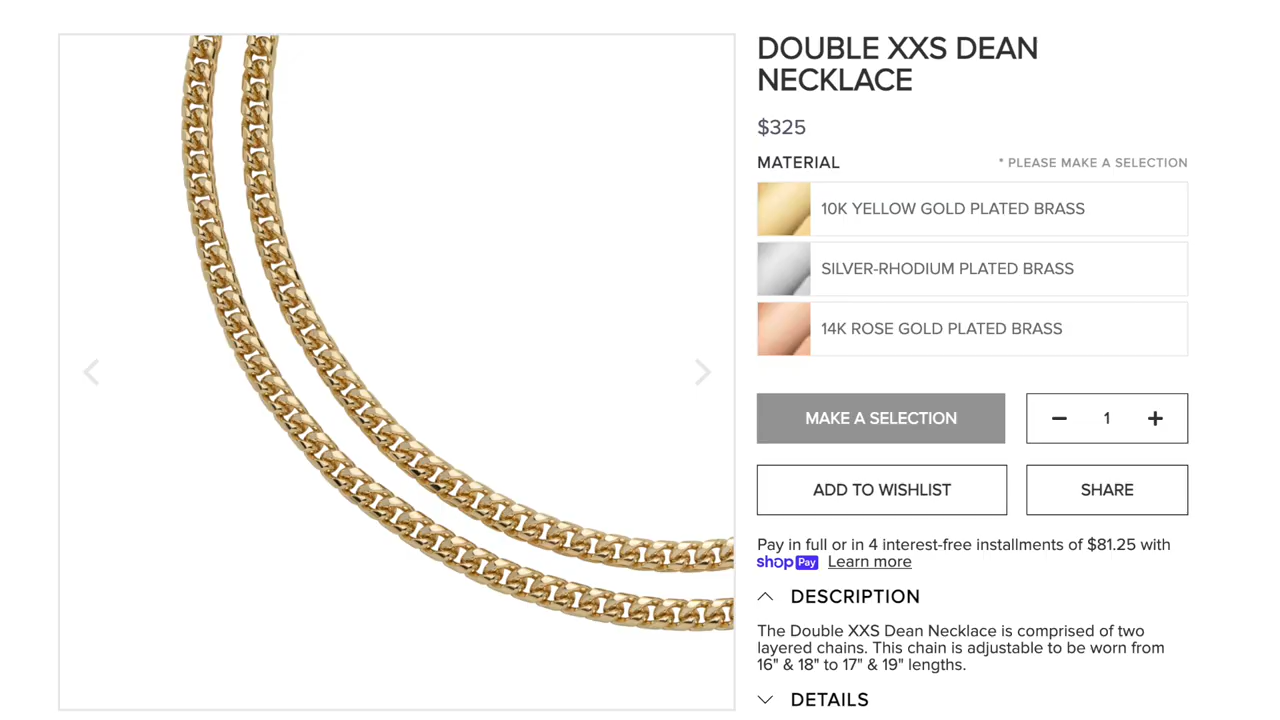 DOUBLE XXS DEAN
NECKLACE
$325
MATERIAL * PLEASE MAKE A SELECTION
10K YELLOW GOLD PLATED BRASS
SILVER-RHODIUM PLATED BRASS
14K ROSE GOLD PLATED BRASS
MAKE A SELECTION − 1 +
ADD TO WISHLIST SHARE
Pay in full or in 4 interest-free installments of $81.25 with
shop Pay Learn more
DESCRIPTION
The Double XXS Dean Necklace is comprised of two
layered chains. This chain is adjustable to be worn from
16" & 18" to 17" & 19" lengths.
DETAILS